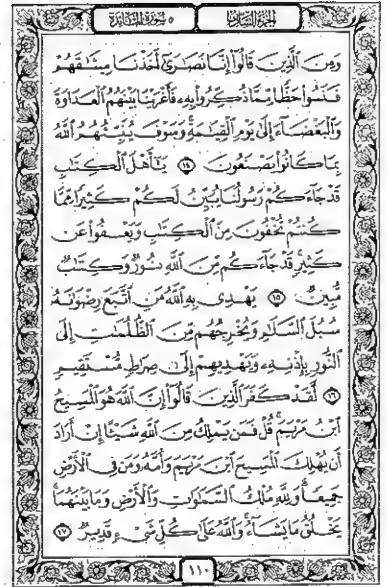 الجزء السادس ٥ سورة المائدة
وَمِنَ ٱلَّذِينَ قَالُوٓا۟ إِنَّا نَصَـٰرَىٰٓ أَخَذْنَا مِيثَـٰقَهُمْ
فَنَسُوا۟ حَظًّا مِّمَّا ذُكِّرُوا۟ بِهِۦ فَأَغْرَيْنَا بَيْنَهُمُ ٱلْعَدَاوَةَ
وَٱلْبَغْضَآءَ إِلَىٰ يَوْمِ ٱلْقِيَـٰمَةِ ۚ وَسَوْفَ يُنَبِّئُهُمُ ٱللَّهُ
بِمَا كَانُوا۟ يَصْنَعُونَ ١٤ يَـٰٓأَهْلَ ٱلْكِتَـٰبِ
قَدْ جَآءَكُمْ رَسُولُنَا يُبَيِّنُ لَكُمْ كَثِيرًا مِّمَّا
كُنتُمْ تُخْفُونَ مِنَ ٱلْكِتَـٰبِ وَيَعْفُوا۟ عَن
كَثِيرٍ ۚ قَدْ جَآءَكُم مِّنَ ٱللَّهِ نُورٌ وَكِتَـٰبٌ
مُّبِينٌ ١٥ يَهْدِى بِهِ ٱللَّهُ مَنِ ٱتَّبَعَ رِضْوَٰنَهُۥ
سُبُلَ ٱلسَّلَـٰمِ وَيُخْرِجُهُم مِّنَ ٱلظُّلُمَـٰتِ إِلَى
ٱلنُّورِ بِإِذْنِهِۦ وَيَهْدِيهِمْ إِلَىٰ صِرَٰطٍ مُّسْتَقِيمٍ
١٦ لَّقَدْ كَفَرَ ٱلَّذِينَ قَالُوٓا۟ إِنَّ ٱللَّهَ هُوَ ٱلْمَسِيحُ
ٱبْنُ مَرْيَمَ ۚ قُلْ فَمَن يَمْلِكُ مِنَ ٱللَّهِ شَيْـًٔا إِنْ أَرَادَ
أَن يُهْلِكَ ٱلْمَسِيحَ ٱبْنَ مَرْيَمَ وَأُمَّهُۥ وَمَن فِى ٱلْأَرْضِ
جَمِيعًا ۗ وَلِلَّهِ مُلْكُ ٱلسَّمَـٰوَٰتِ وَٱلْأَرْضِ وَمَا بَيْنَهُمَا ۚ
يَخْلُقُ مَا يَشَآءُ ۚ وَٱللَّهُ عَلَىٰ كُلِّ شَىْءٍ قَدِيرٌ ١٧
١١٠